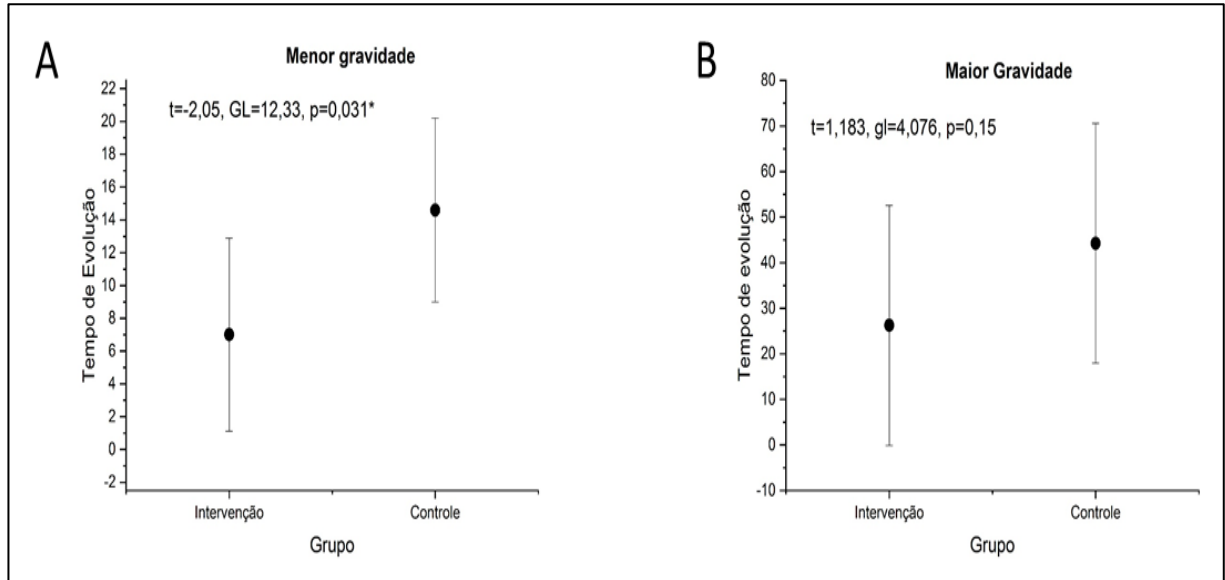 A
Menor gravidade
t=-2,05, GL=12,33, p=0,031*
Tempo de Evolução
22
20
18
16
14
12
10
8
6
4
2
0
-2
Intervenção
Controle
Grupo
B
Maior Gravidade
t=1,183, gl=4,076, p=0,15
Tempo de evolução
80
70
60
50
40
30
20
10
0
-10
Intervenção
Controle
Grupo